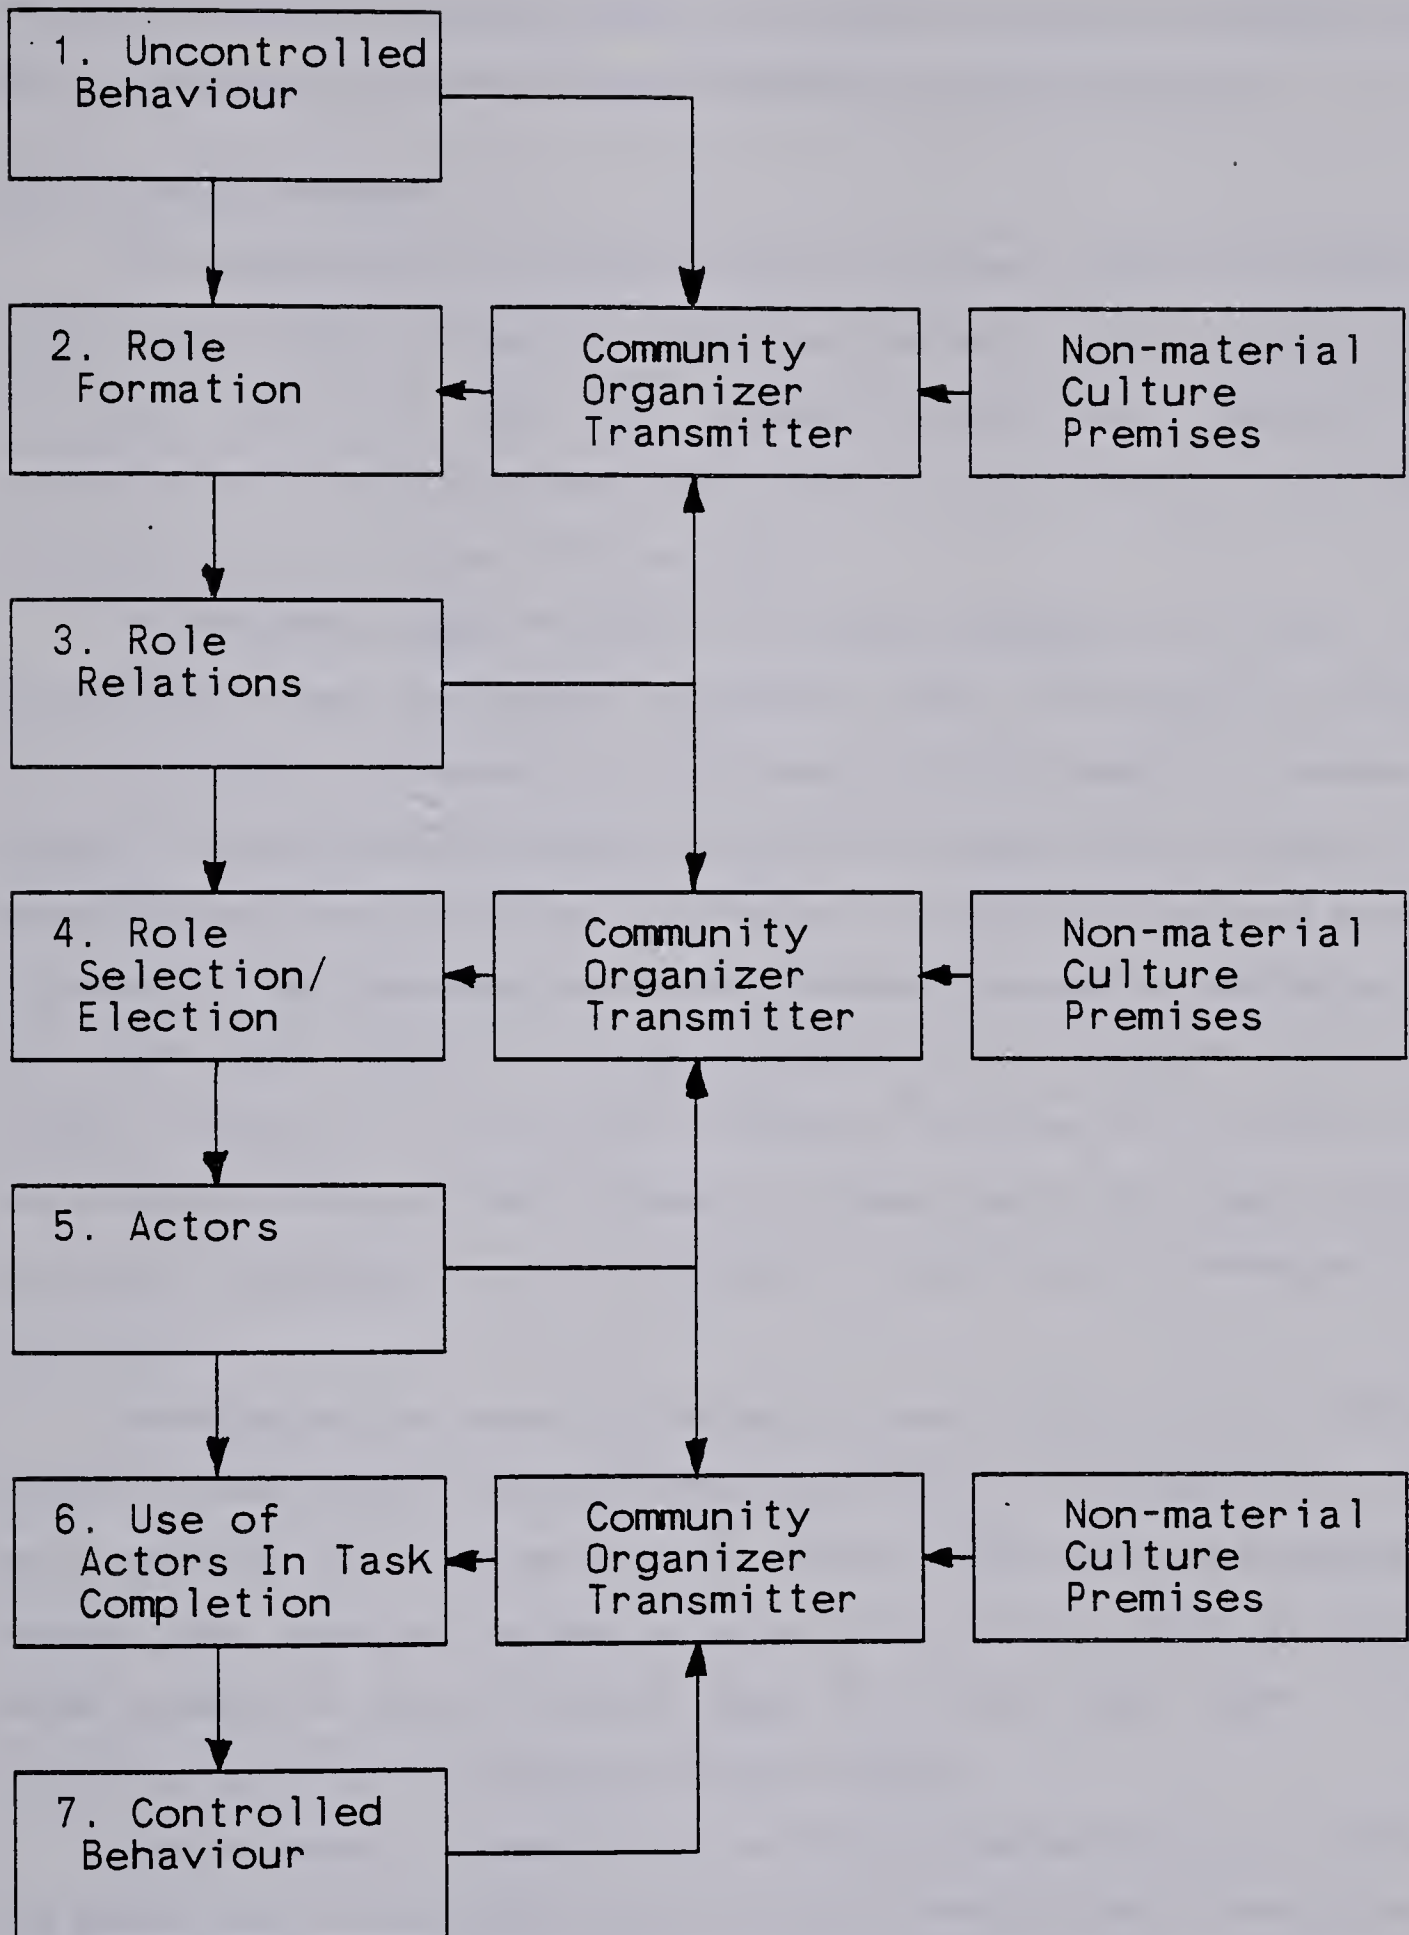 1. Uncontrolled
Behaviour
2. Role
Formation
Community
Organizer
Transmitter
Non-material
Culture
Premises
3. Role
Relations
4. Role
Selection/
Election
Community
Organizer
Transmitter
Non-material
Culture
Premises
5. Actors
6. Use of
Actors In Task
Completion
Community
Organizer
Transmitter
Non-material
Culture
Premises
7. Controlled
Behaviour